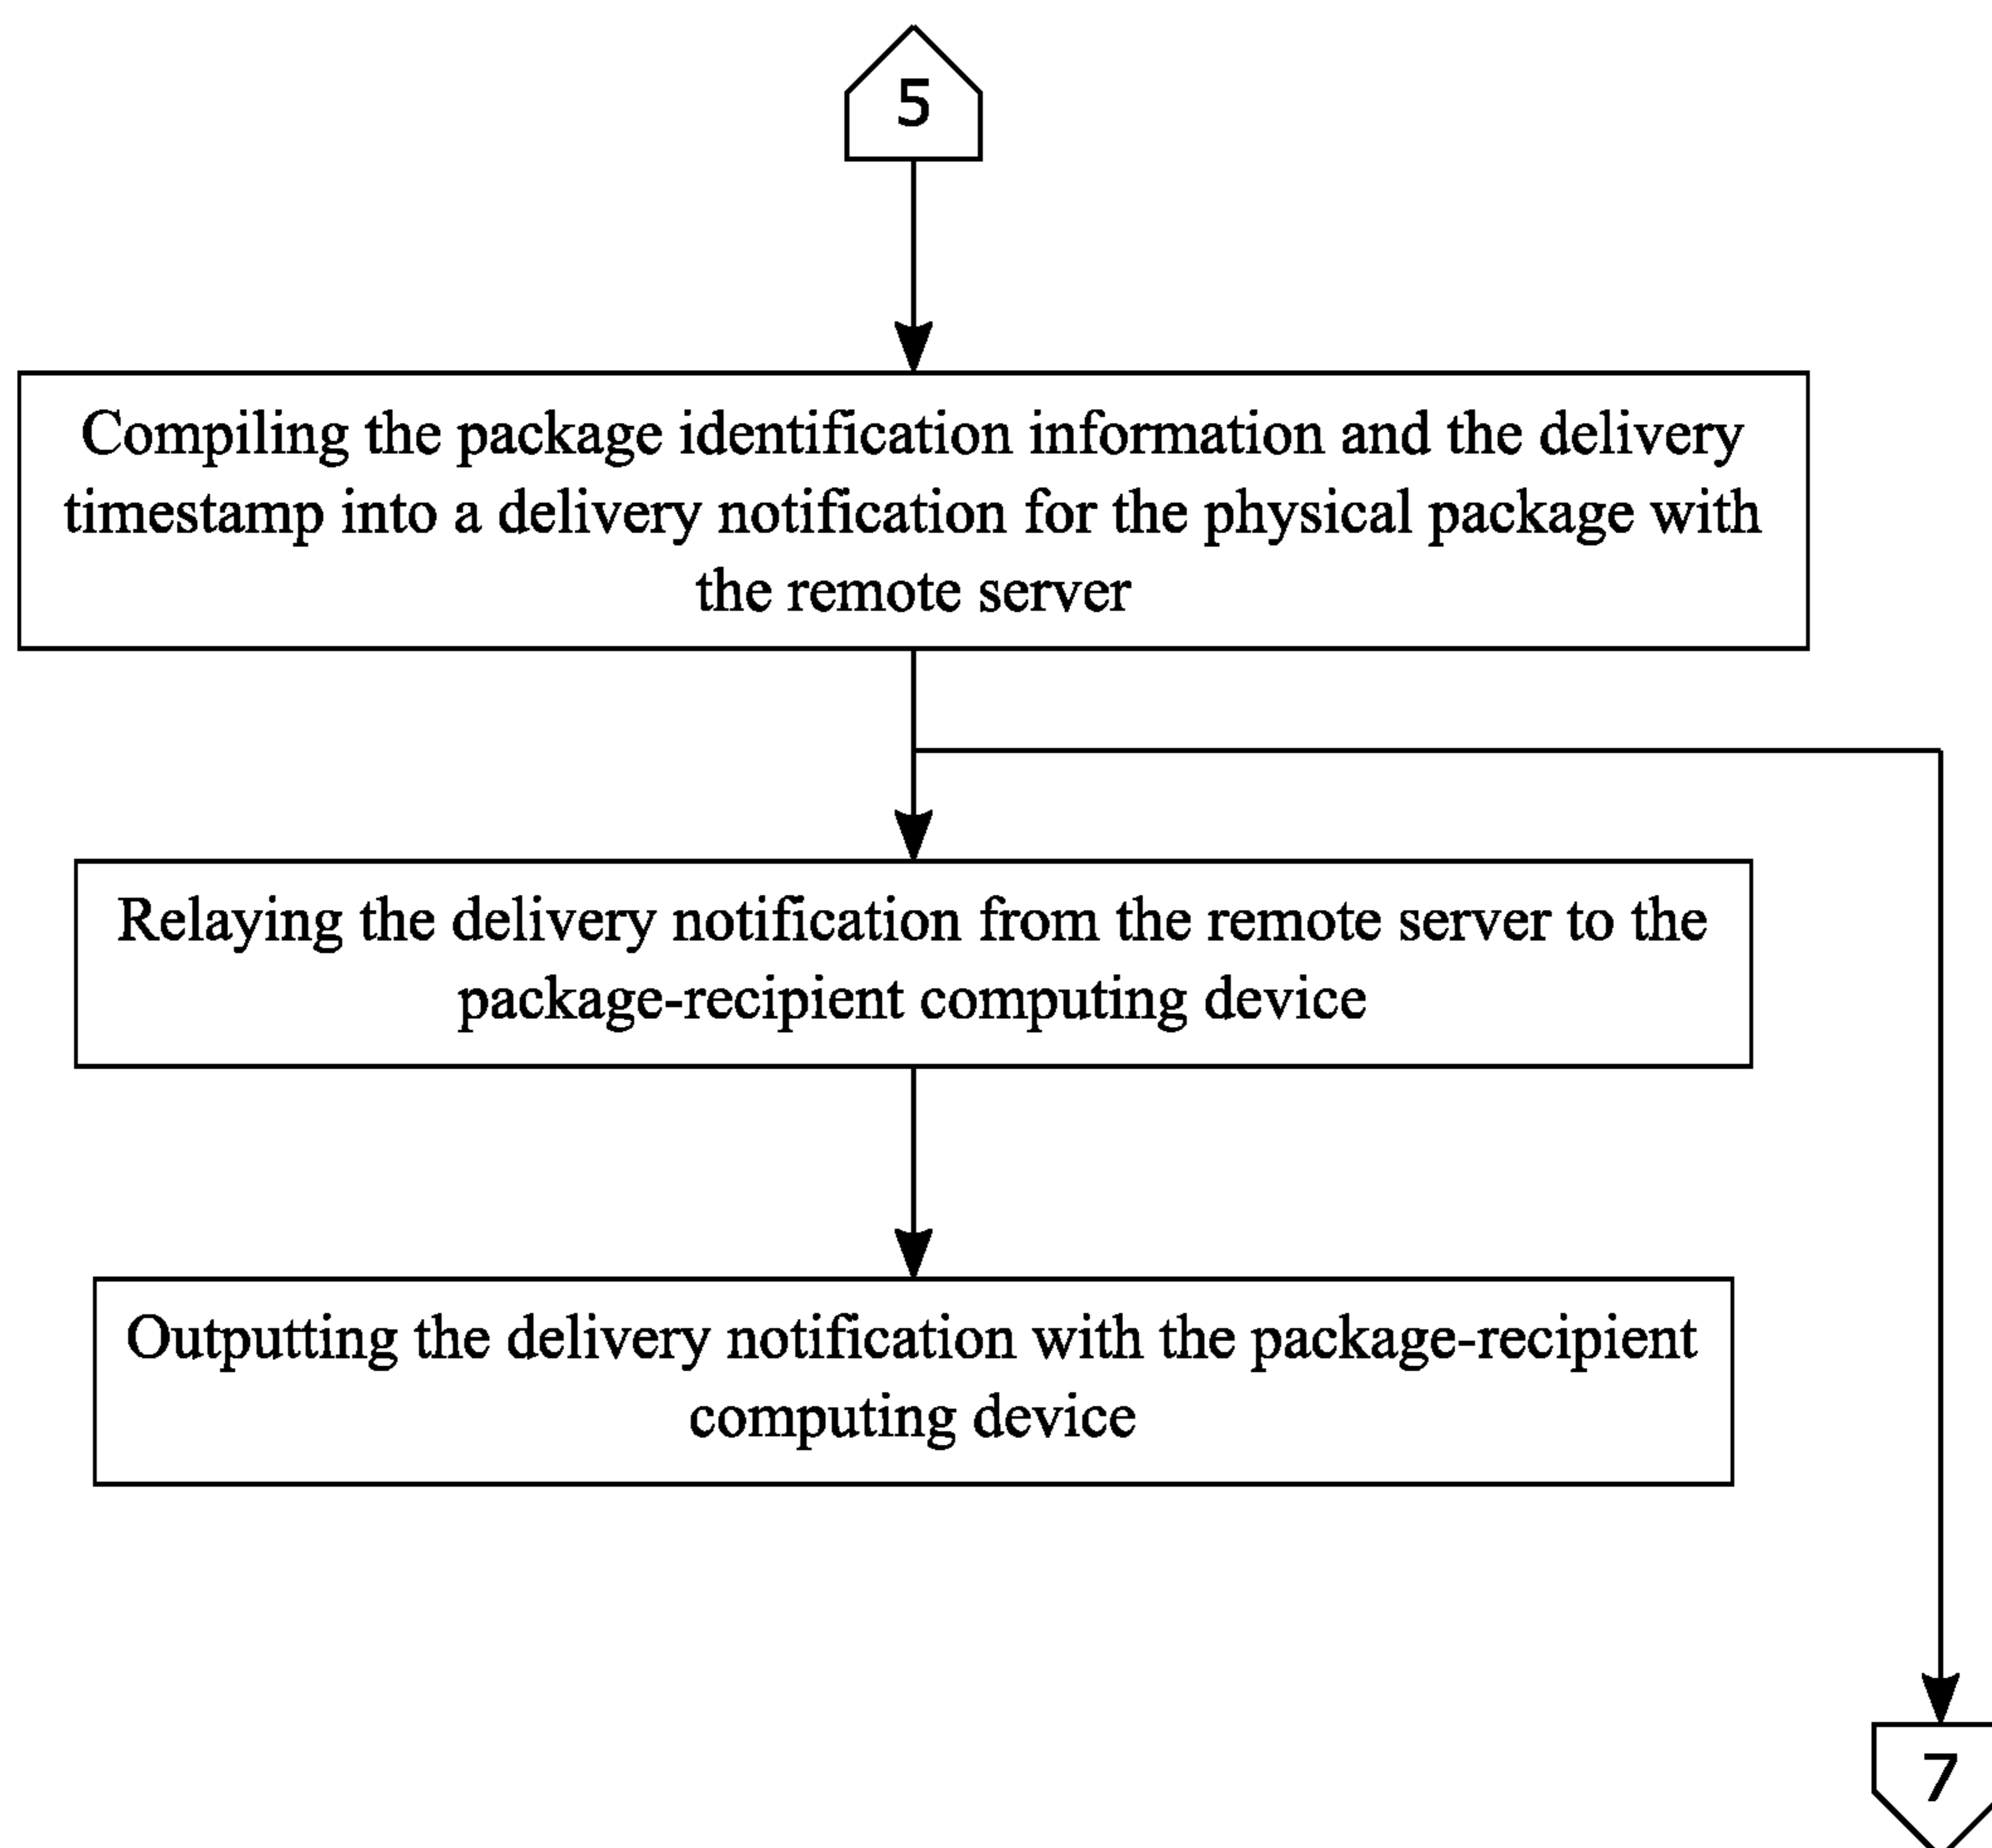 5
Compiling the package identification information and the delivery
timestamp into a delivery notification for the physical package with
the remote server
Relaying the delivery notification from the remote server to the
package-recipient computing device
Outputting the delivery notification with the package-recipient
computing device
7